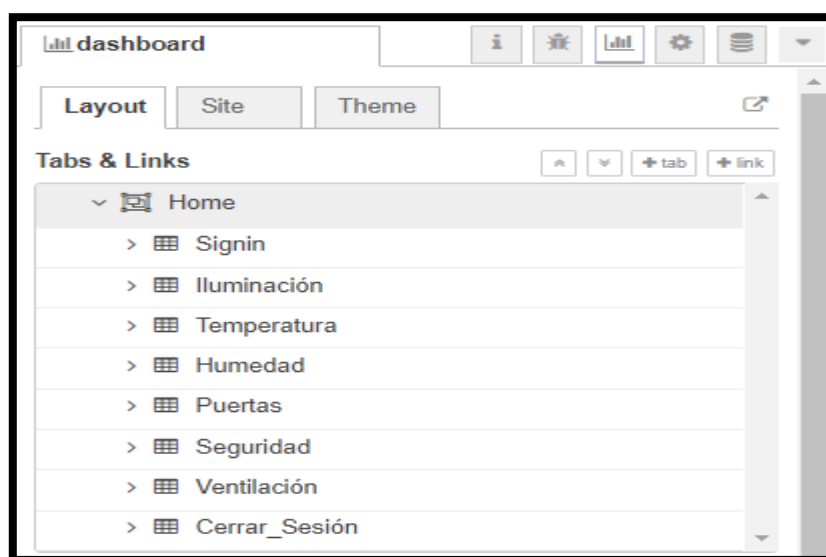 dashboard
Layout Site Theme
Tabs & Links + tab + link
Home
Signin
Iluminación
Temperatura
Humedad
Puertas
Seguridad
Ventilación
Cerrar_Sesión